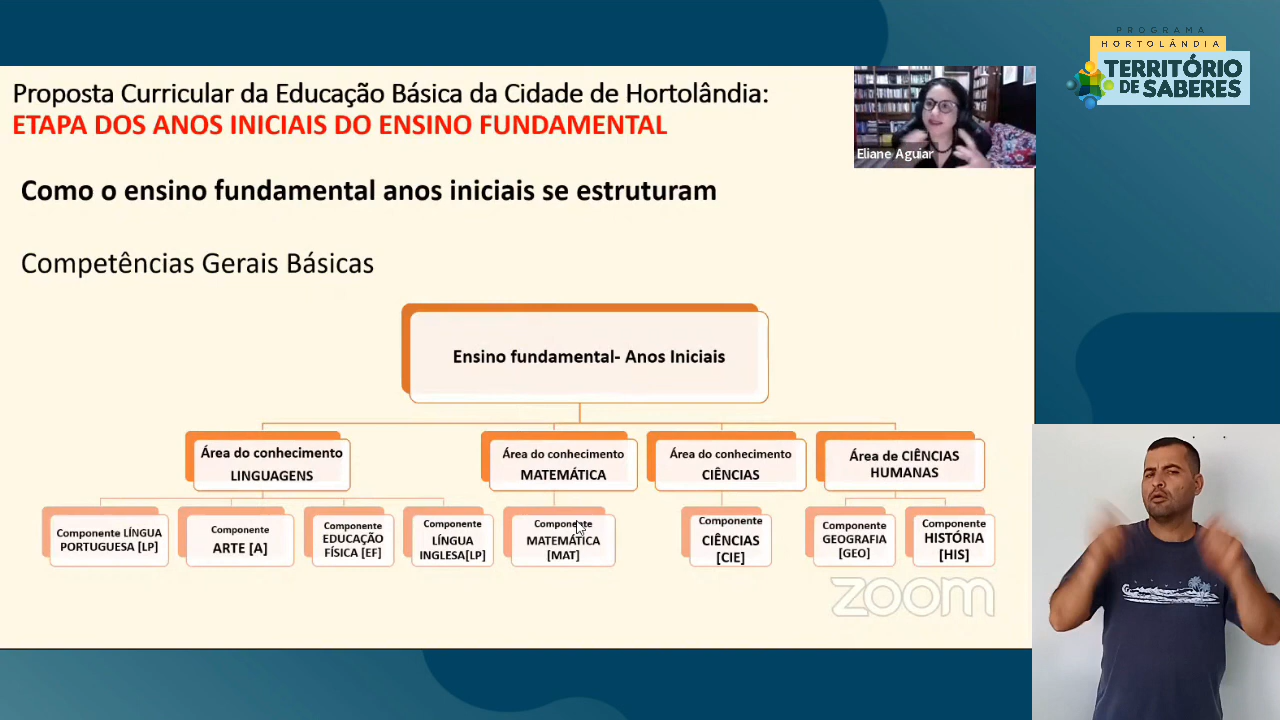 PROGRAMA
HORTOLÂNDIA
TERRITÓRIO
DE SABERES
Proposta Curricular da Educação Básica da Cidade de Hortolândia:
ETAPA DOS ANOS INICIAIS DO ENSINO FUNDAMENTAL
Eliane Aguiar
Como o ensino fundamental anos iniciais se estruturam
Competências Gerais Básicas
Ensino fundamental- Anos Iniciais
Área do conhecimento
LINGUAGENS
Área do conhecimento
MATEMÁTICA
Área do conhecimento
CIÊNCIAS
Área de CIÊNCIAS
HUMANAS
Componente LÍNGUA
PORTUGUESA [LP]
Componente
ARTE [A]
Componente
EDUCAÇÃO
FÍSICA [EF]
Componente
LÍNGUA
INGLESA[LP]
Componente
MATEMÁTICA
[MAT]
Componente
CIÊNCIAS
[CIE]
Componente
GEOGRAFIA
[GEO]
Componente
HISTÓRIA
[HIS]
zoom